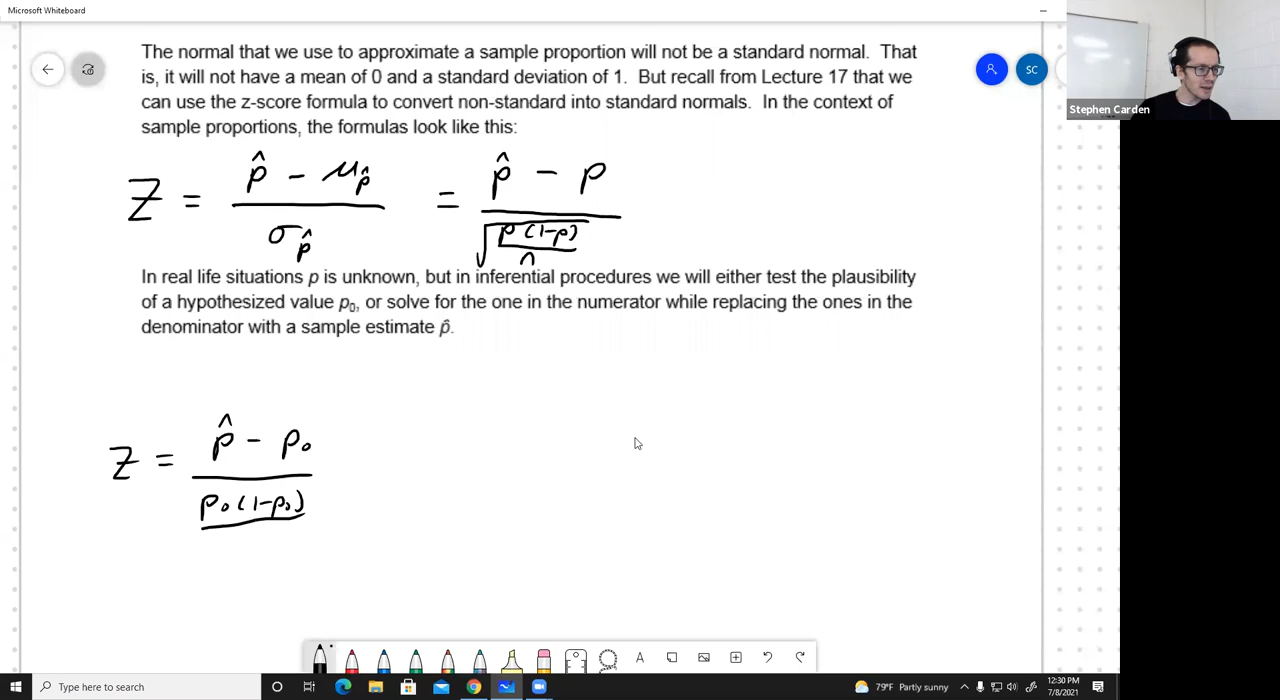 Microsoft Whiteboard
The normal that we use to approximate a sample proportion will not be a standard normal. That
is, it will not have a mean of 0 and a standard deviation of 1. But recall from Lecture 17 that we
can use the z-score formula to convert non-standard into standard normals. In the context of
sample proportions, the formulas look like this:
SC
Stephen Carden
Z = (p̂ - μp̂) / σp̂ = (p̂ - p) / √(p(1-p)/n)
In real life situations p is unknown, but in inferential procedures we will either test the plausibility
of a hypothesized value p₀, or solve for the one in the numerator while replacing the ones in the
denominator with a sample estimate p̂.
Z = (p̂ - p₀) / p₀(1-p₀)
A
Type here to search
79°F Partly sunny
12:30 PM
7/8/2021